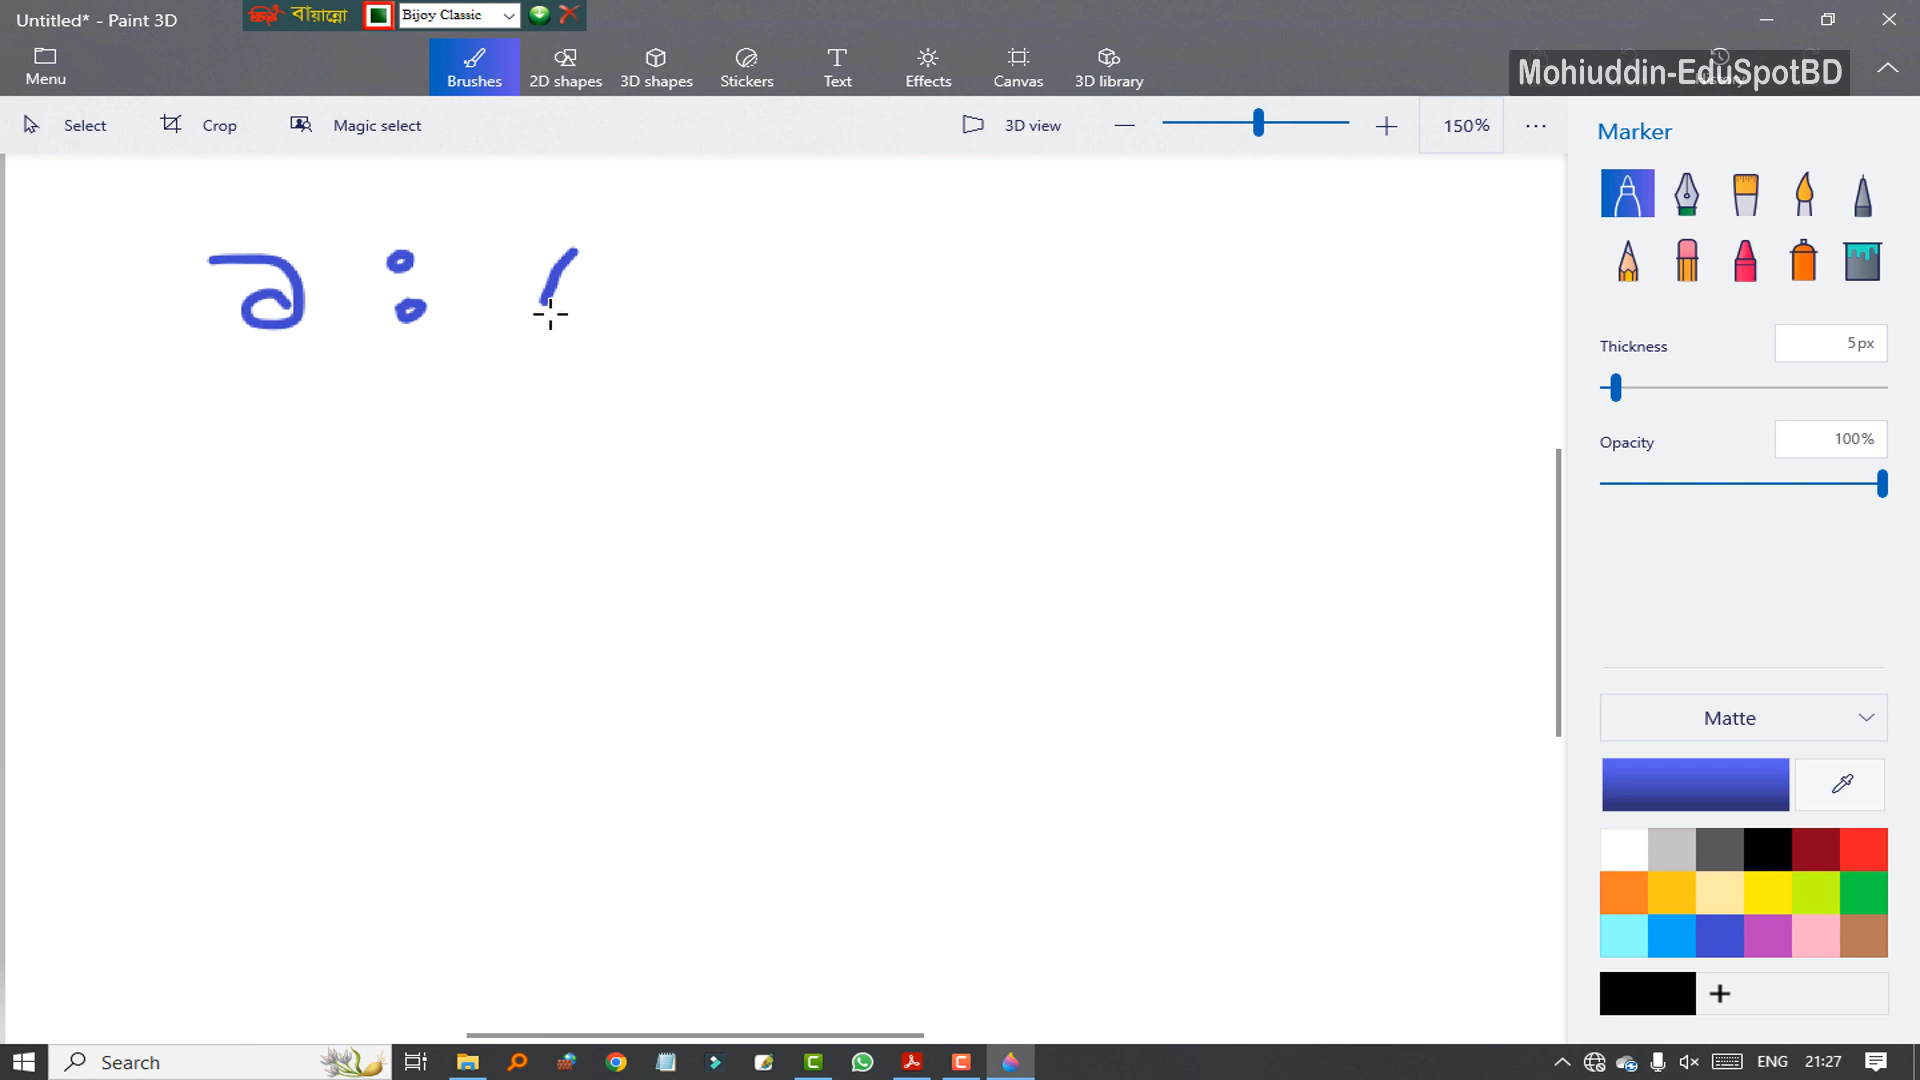 Untitled* - Paint 3D
বায়ান্নো
Bijoy Classic
Menu
Brushes
2D shapes
3D shapes
Stickers
Text
Effects
Canvas
3D library
Mohiuddin-EduSpotBD
Select
Crop
Magic select
3D view
150%
Marker
a :
Thickness
5px
Opacity
100%
Matte
Search
ENG
21:27